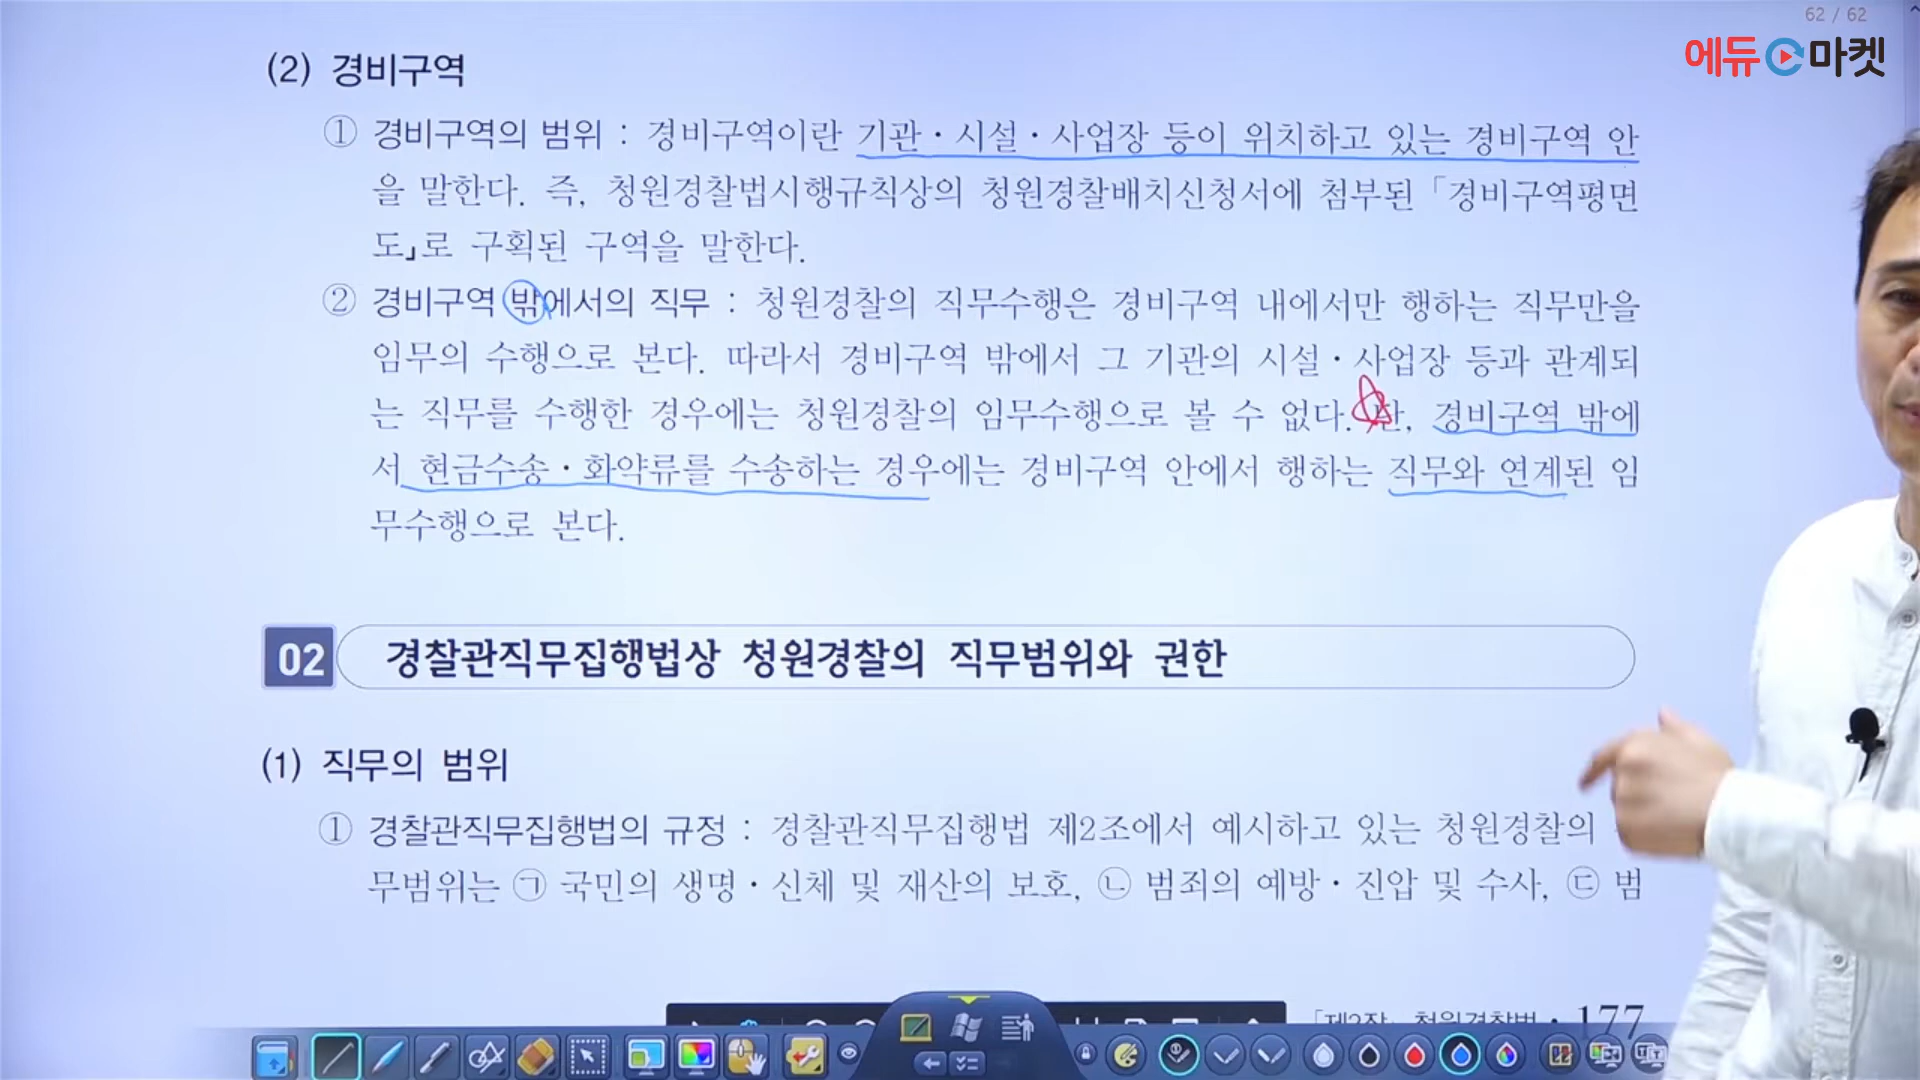 62 / 62
에듀 마켓
(2) 경비구역
① 경비구역의 범위 : 경비구역이란 기관·시설·사업장 등이 위치하고 있는 경비구역 안
을 말한다. 즉, 청원경찰법시행규칙상의 청원경찰배치신청서에 첨부된 「경비구역평면
도」로 구획된 구역을 말한다.
② 경비구역 밖에서의 직무 : 청원경찰의 직무수행은 경비구역 내에서만 행하는 직무만을
임무의 수행으로 본다. 따라서 경비구역 밖에서 그 기관의 시설·사업장 등과 관계되
는 직무를 수행한 경우에는 청원경찰의 임무수행으로 볼 수 없다. 단, 경비구역 밖에
서 현금수송·화약류를 수송하는 경우에는 경비구역 안에서 행하는 직무와 연계된 임
무수행으로 본다.
02 경찰관직무집행법상 청원경찰의 직무범위와 권한
(1) 직무의 범위
① 경찰관직무집행법의 규정 : 경찰관직무집행법 제2조에서 예시하고 있는 청원경찰의
무범위는 ㉠ 국민의 생명·신체 및 재산의 보호, ㉡ 범죄의 예방·진압 및 수사, ㉢ 범
177